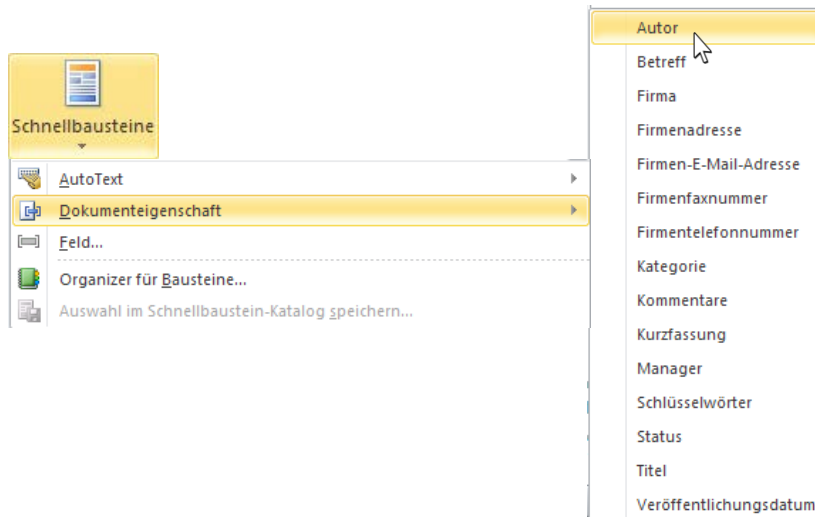 Schnellbausteine
AutoText
Dokumenteigenschaft
Feld...
Organizer für Bausteine...
Auswahl im Schnellbaustein-Katalog speichern...
Autor
Betreff
Firma
Firmenadresse
Firmen-E-Mail-Adresse
Firmenfaxnummer
Firmentelefonnummer
Kategorie
Kommentare
Kurzfassung
Manager
Schlüsselwörter
Status
Titel
Veröffentlichungsdatum